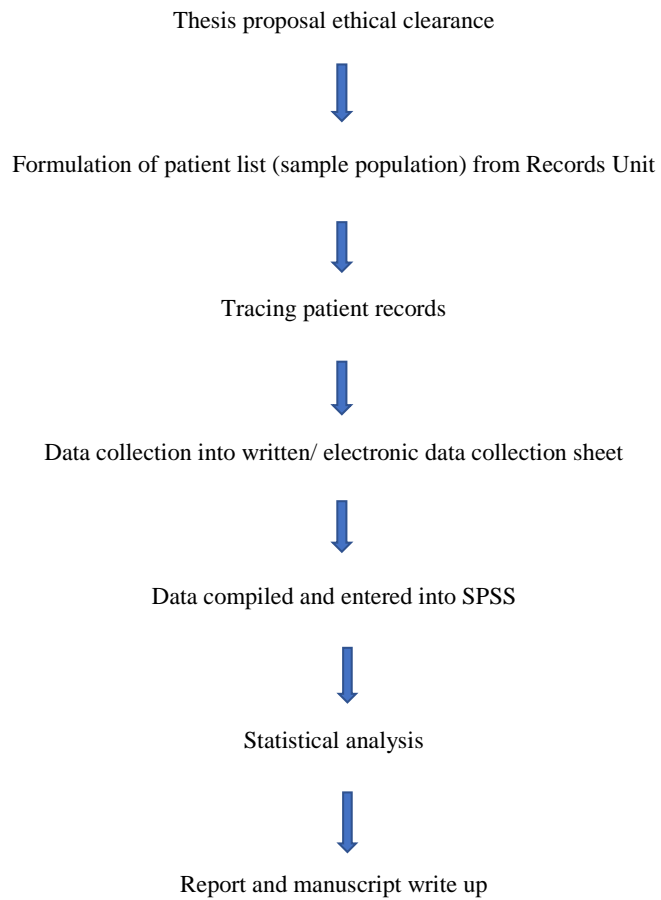 Thesis proposal ethical clearance
Formulation of patient list (sample population) from Records Unit
Tracing patient records
Data collection into written/ electronic data collection sheet
Data compiled and entered into SPSS
Statistical analysis
Report and manuscript write up